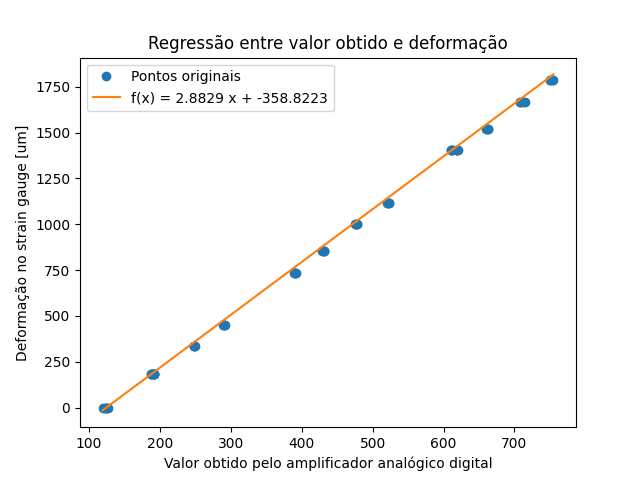 Regressão entre valor obtido e deformação
Pontos originais
f(x) = 2.8829 x + -358.8223
Deformação no strain gauge [um]
1750
1500
1250
1000
750
500
250
0
100 200 300 400 500 600 700
Valor obtido pelo amplificador analógico digital